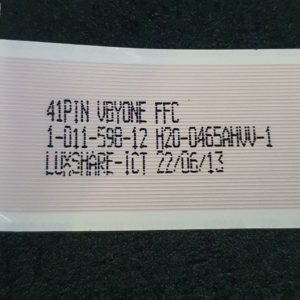 41PIN VBYONE FFC
1-011-598-12 H20-0465AHVV-1
LUXSHARE-ICT 22/06/13